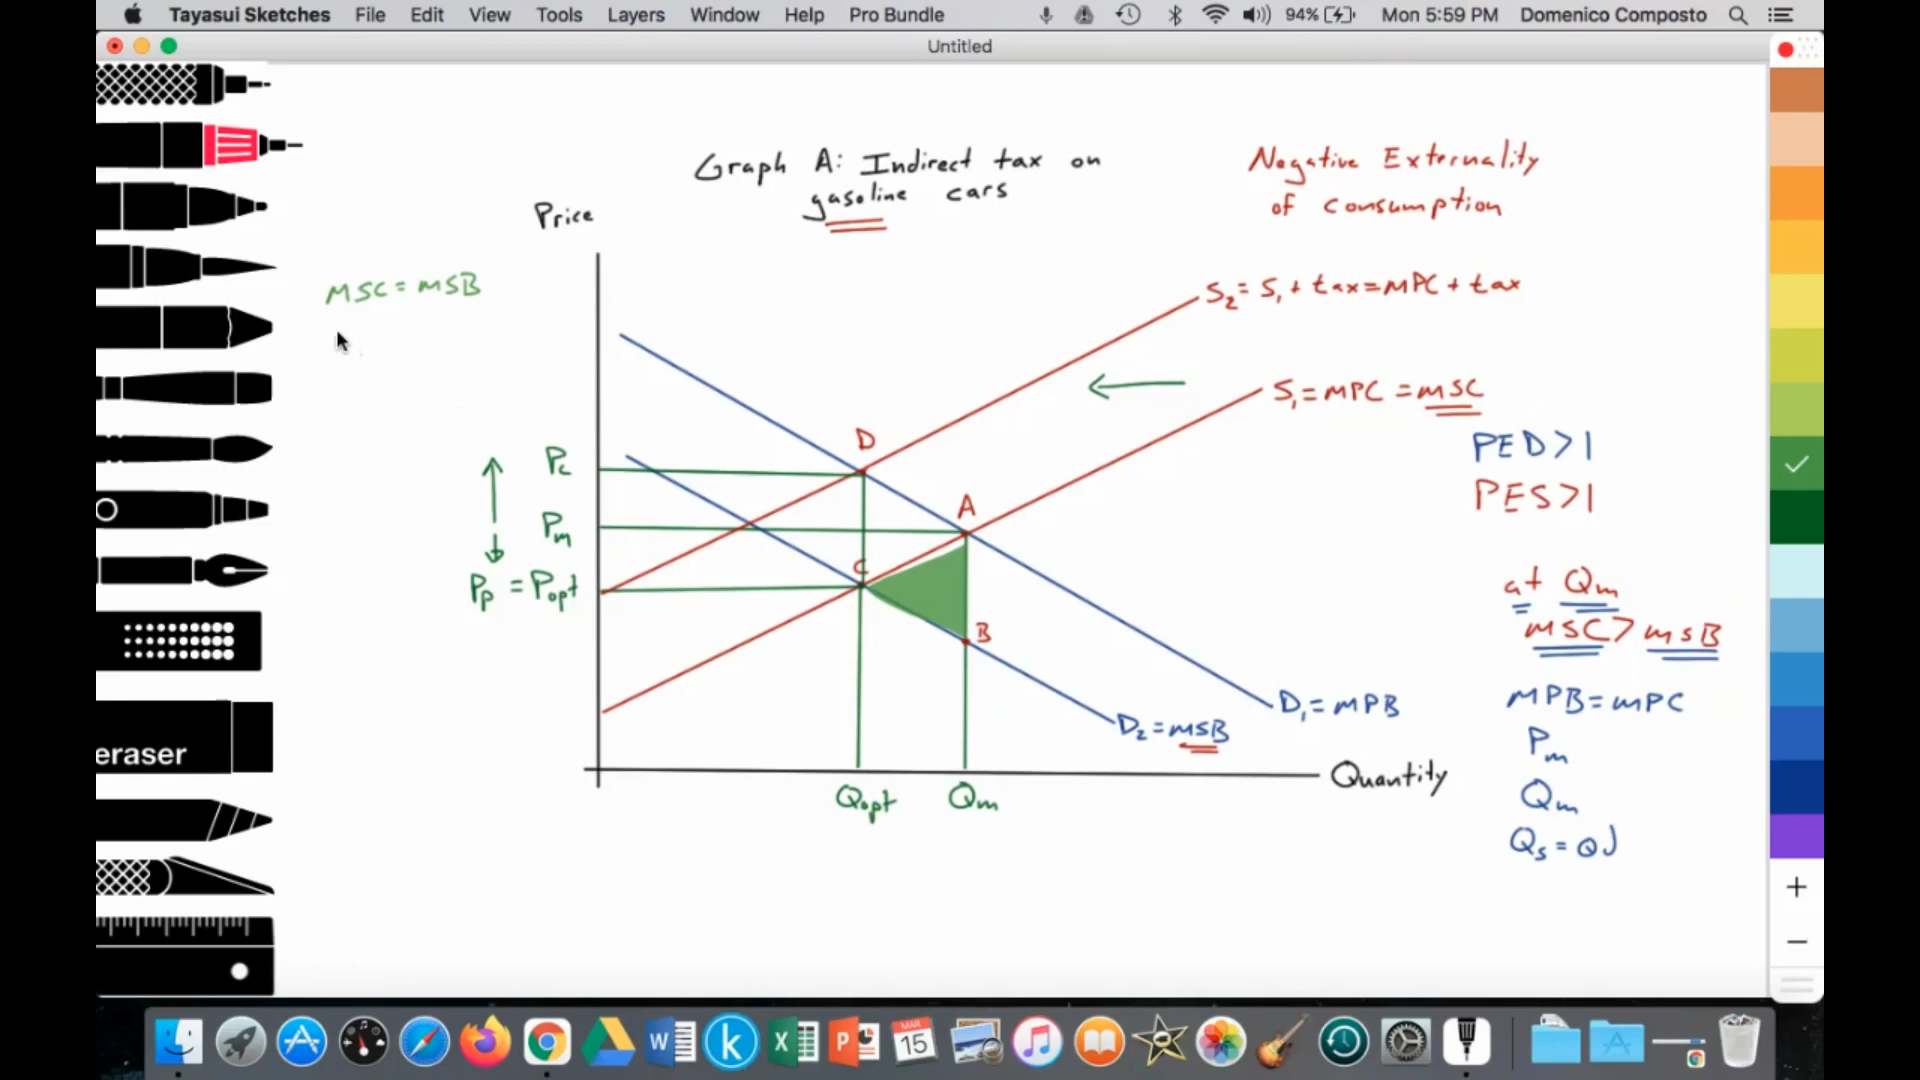 Tayasui Sketches File Edit View Tools Layers Window Help Pro Bundle 94% Mon 5:59 PM Domenico Composto
Untitled
Graph A: Indirect tax on
gasoline cars
Negative Externality
of consumption
Price
MSC = MSB
S2 = S1 + tax = MPC + tax
S1 = MPC = MSC
D
Pc
PED > 1
PES > 1
A
Pm
C
Pp = Popt
at Qm
MSC > MSB
B
MPB = MPC
D1 = MPB
D2 = MSB
Pm
eraser
Quantity
Qopt
Qm
Qm
Qs = Qd
MAR
15